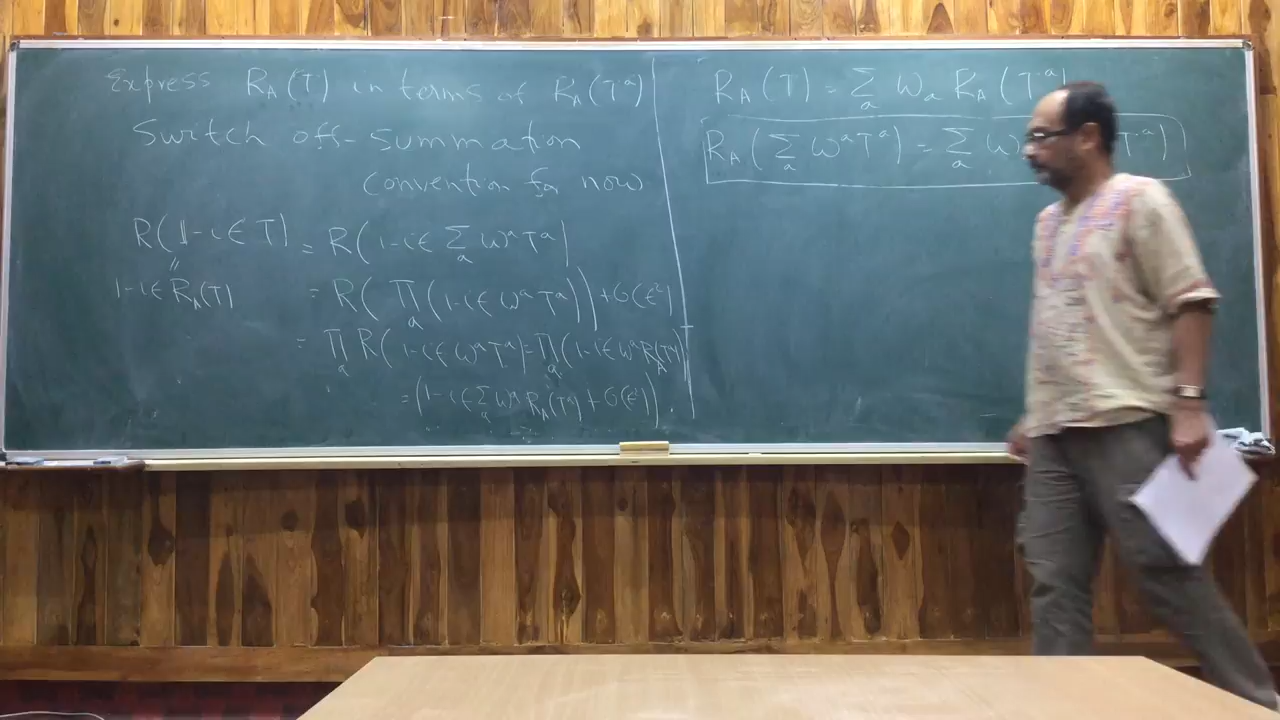 Express R_A(T) in terms of R_A(T^a)
Switch off-summation
convention for now
R(𝟙-iϵT) = R(1-iϵ Σ_a ω^a T^a)
"
1-iϵ R_A(T)
= R( Π_a (1-iϵ ω^a T^a)) + O(ϵ²)
= Π_a R(1-iϵ ω^a T^a) = Π_a (1-iϵ ω^a R_A(T^a))
= (1-iϵ Σ_a ω^a R_A(T^a) + O(ϵ²)).
R_A(T) = Σ_a ω_a R_A(T^a)
R_A(Σ_a ω^a T^a) = Σ_a ω T^a)